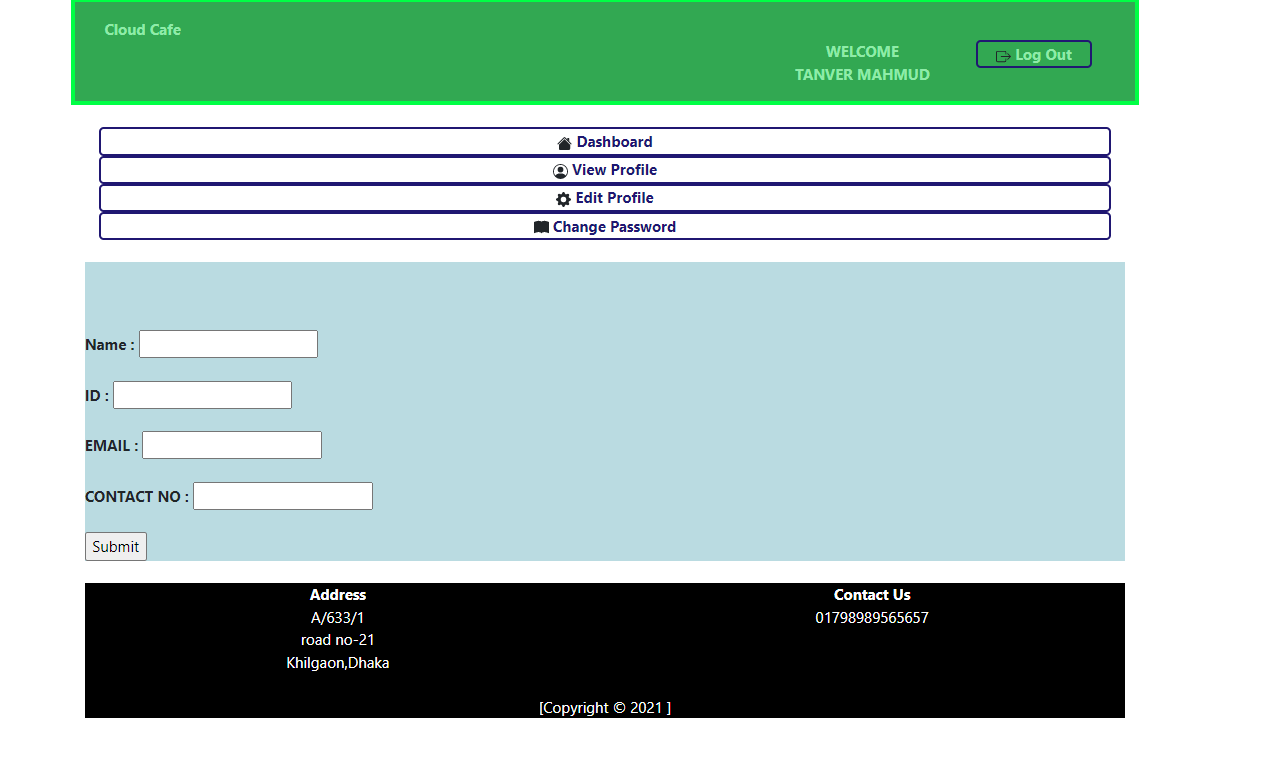 Cloud Cafe
WELCOME
TANVER MAHMUD
Log Out
Dashboard
View Profile
Edit Profile
Change Password
Name :
ID :
EMAIL :
CONTACT NO :
Submit
Address
A/633/1
road no-21
Khilgaon,Dhaka
Contact Us
01798989565657
[Copyright © 2021 ]